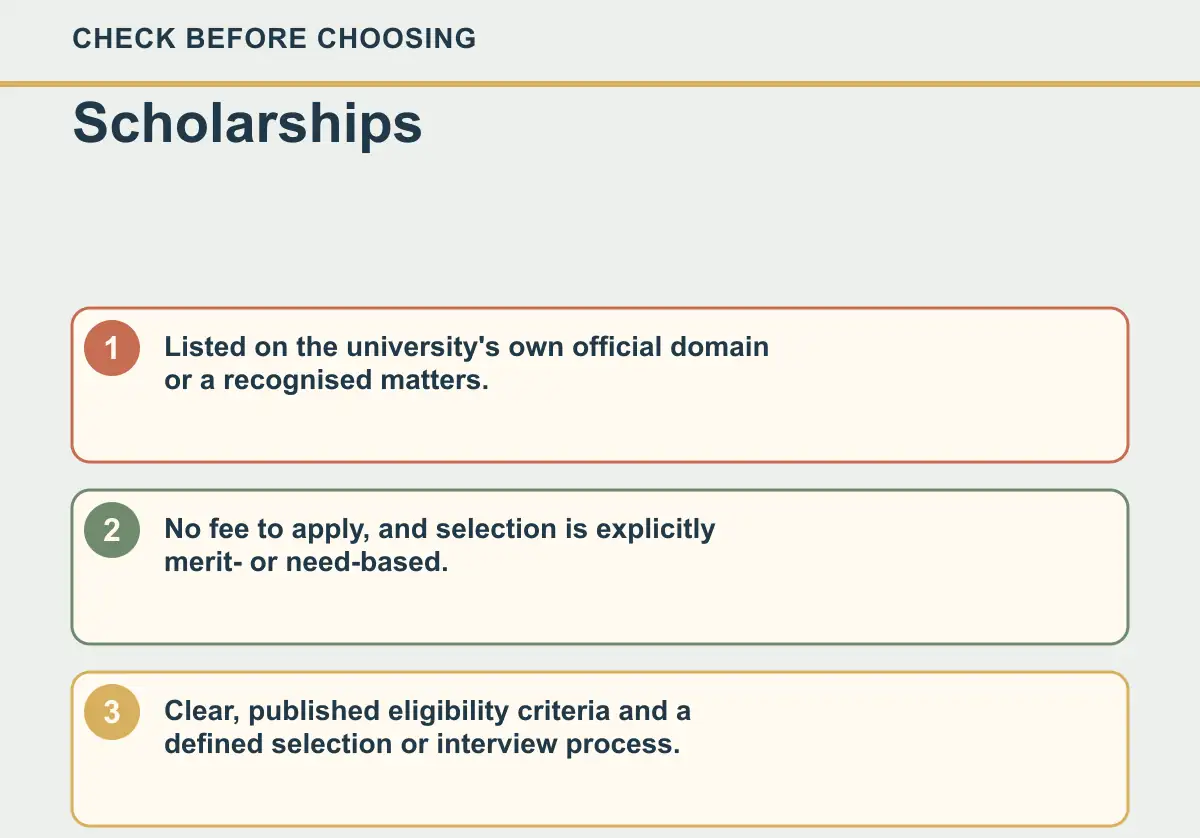 CHECK BEFORE CHOOSING
Scholarships
1
Listed on the university's own official domain
or a recognised matters.
2
No fee to apply, and selection is explicitly
merit- or need-based.
3
Clear, published eligibility criteria and a
defined selection or interview process.